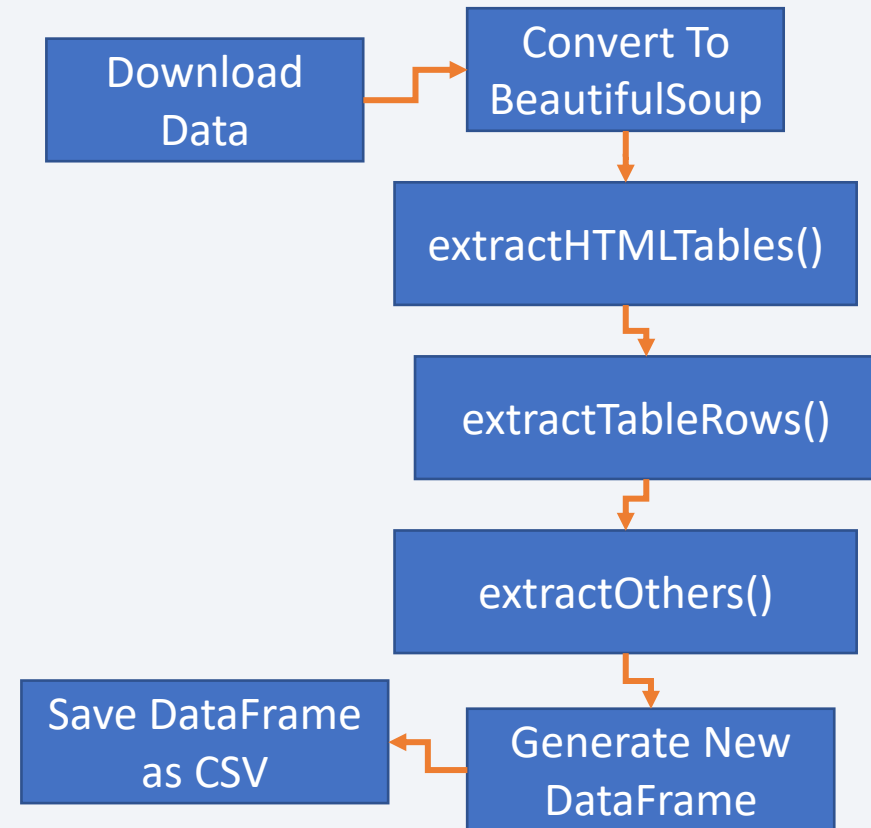 Download
Data
Convert To
BeautifulSoup
extractHTMLTables()
extractTableRows()
extractOthers()
Generate New
DataFrame
Save DataFrame
as CSV